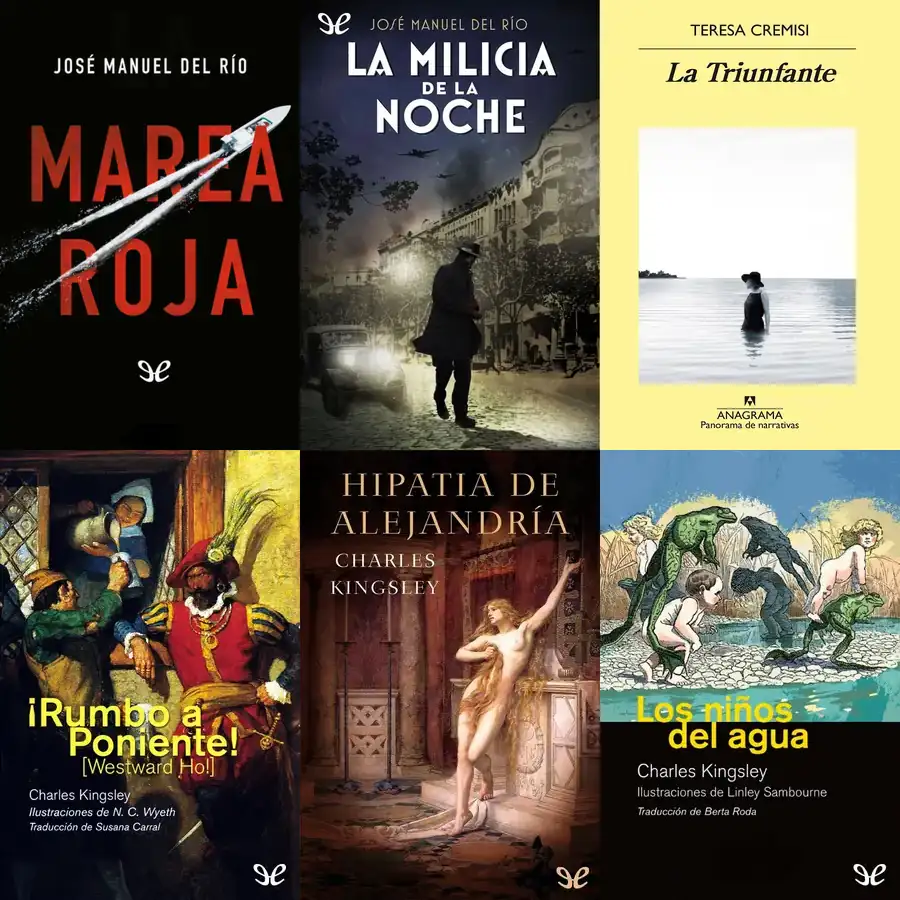 JOSÉ MANUEL DEL RÍO
MAREA
ROJA
JOSÉ MANUEL DEL RÍO
LA MILICIA
DE LA
NOCHE
TERESA CREMISI
La Triunfante
ANAGRAMA
Panorama de narrativas
¡Rumbo a
Poniente!
[Westward Ho!]
Charles Kingsley
Ilustraciones de N. C. Wyeth
Traducción de Susana Carral
HIPATIA DE
ALEJANDRÍA
CHARLES
KINGSLEY
Los niños
del agua
Charles Kingsley
Ilustraciones de Linley Sambourne
Traducción de Berta Roda